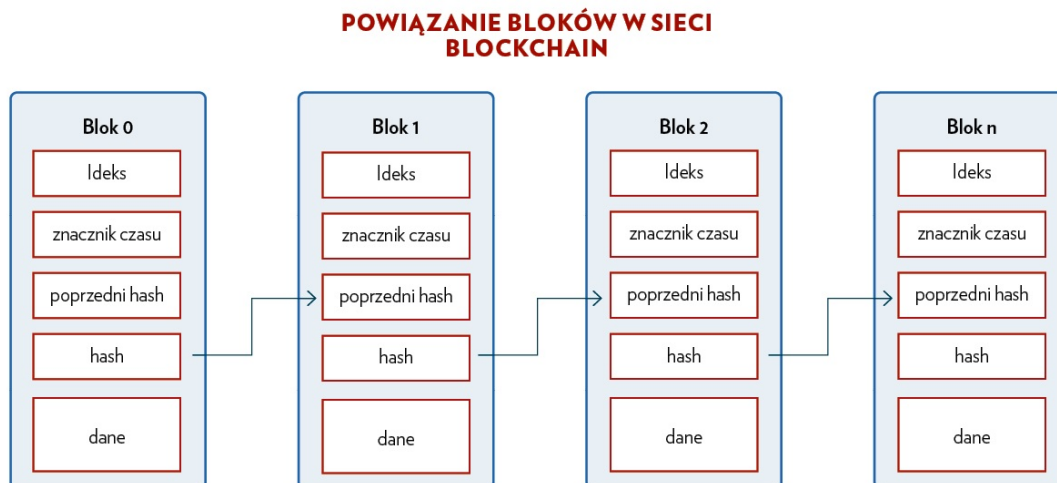 POWIĄZANIE BLOKÓW W SIECI
BLOCKCHAIN
Blok 0
Ideks
znacznik czasu
poprzedni hash
hash
dane
Blok 1
Ideks
znacznik czasu
poprzedni hash
hash
dane
Blok 2
Ideks
znacznik czasu
poprzedni hash
hash
dane
Blok n
Ideks
znacznik czasu
poprzedni hash
hash
dane